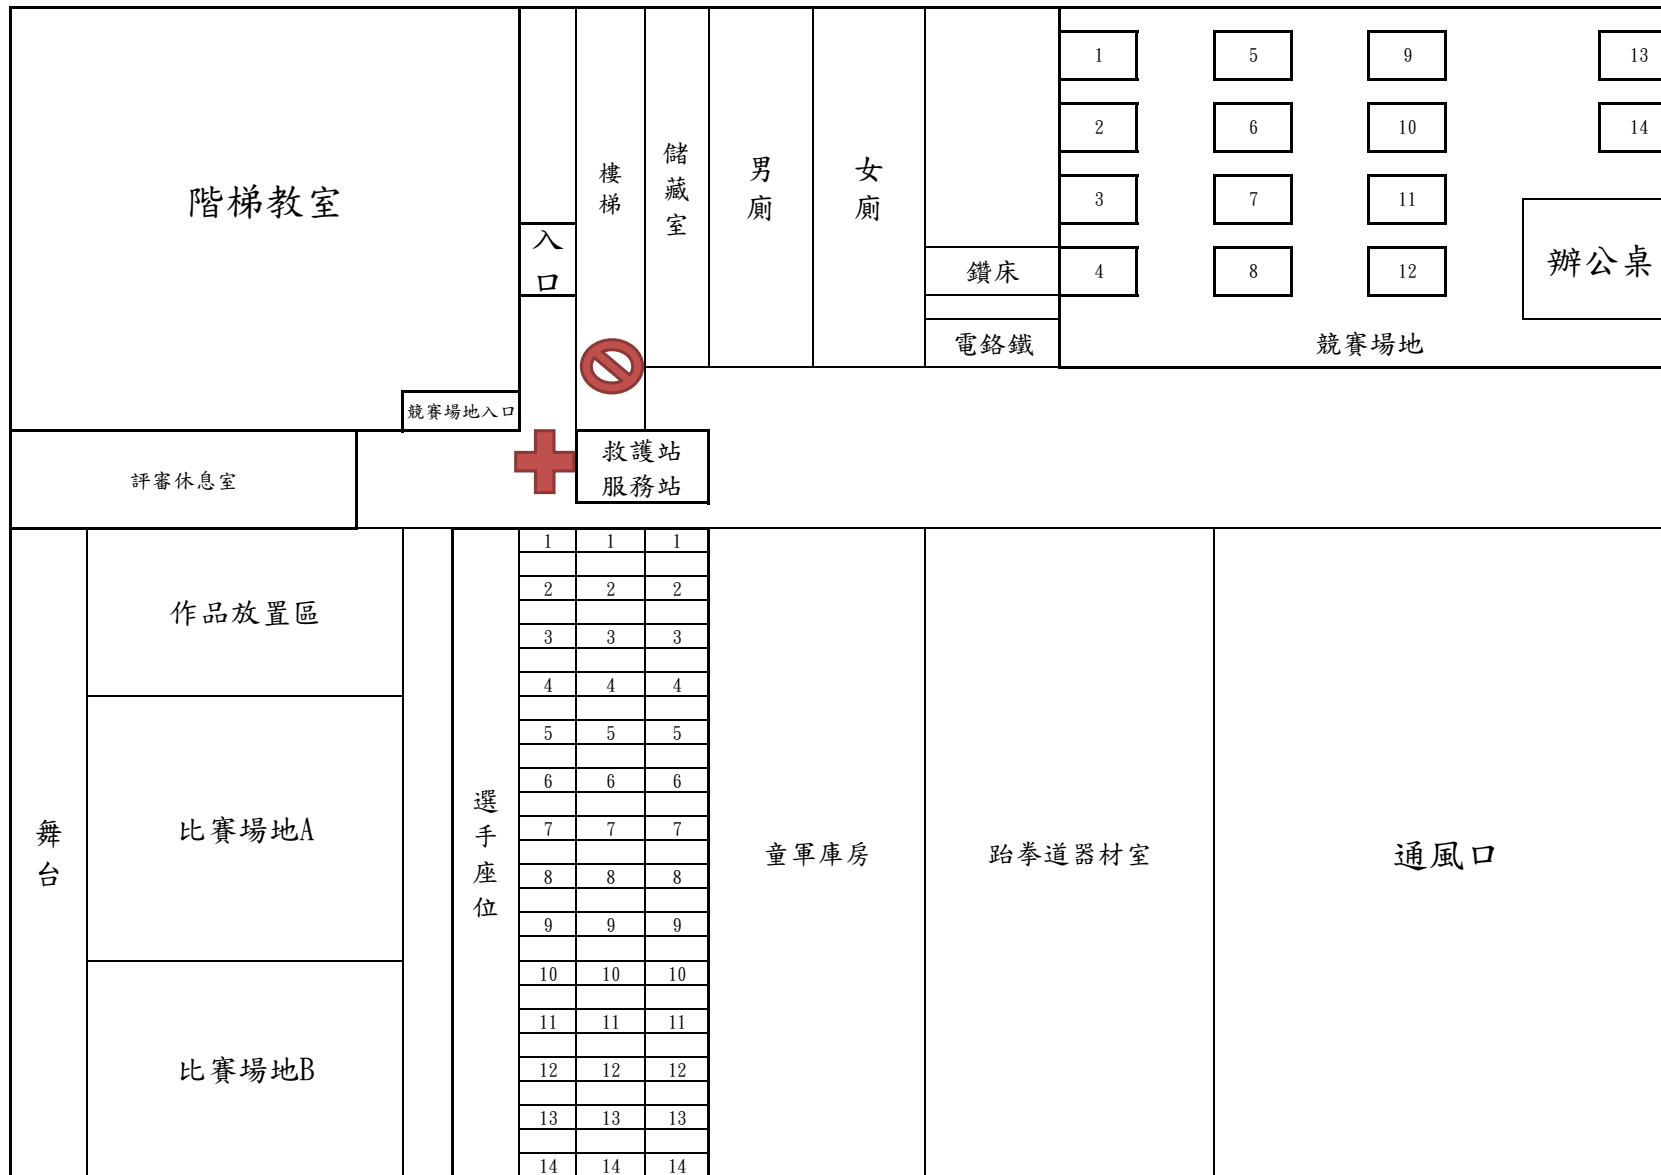 階梯教室
入口
樓梯
儲藏室
男廁
女廁
鑽床
電鉻鐵
1 5 9 13
2 6 10 14
3 7 11
4 8 12
辦公桌
競賽場地
競賽場地入口
評審休息室
救護站
服務站
舞台
作品放置區
比賽場地A
比賽場地B
選手座位
1 1 1
2 2 2
3 3 3
4 4 4
5 5 5
6 6 6
7 7 7
8 8 8
9 9 9
10 10 10
11 11 11
12 12 12
13 13 13
14 14 14
童軍庫房
跆拳道器材室
通風口